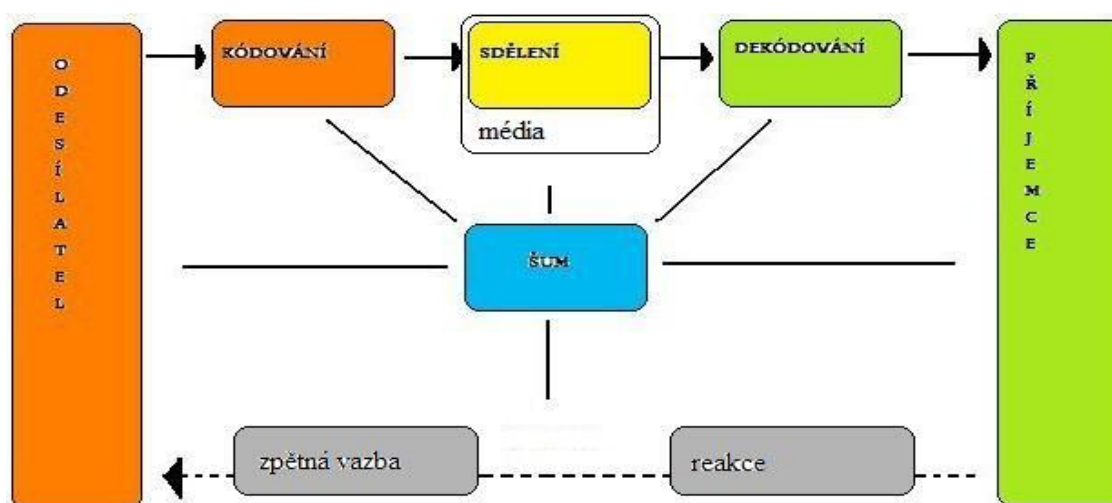 ODESÍLATEL
KÓDOVÁNÍ
SDĚLENÍ
média
DEKÓDOVÁNÍ
PŘÍJEMCE
ŠUM
zpětná vazba
reakce